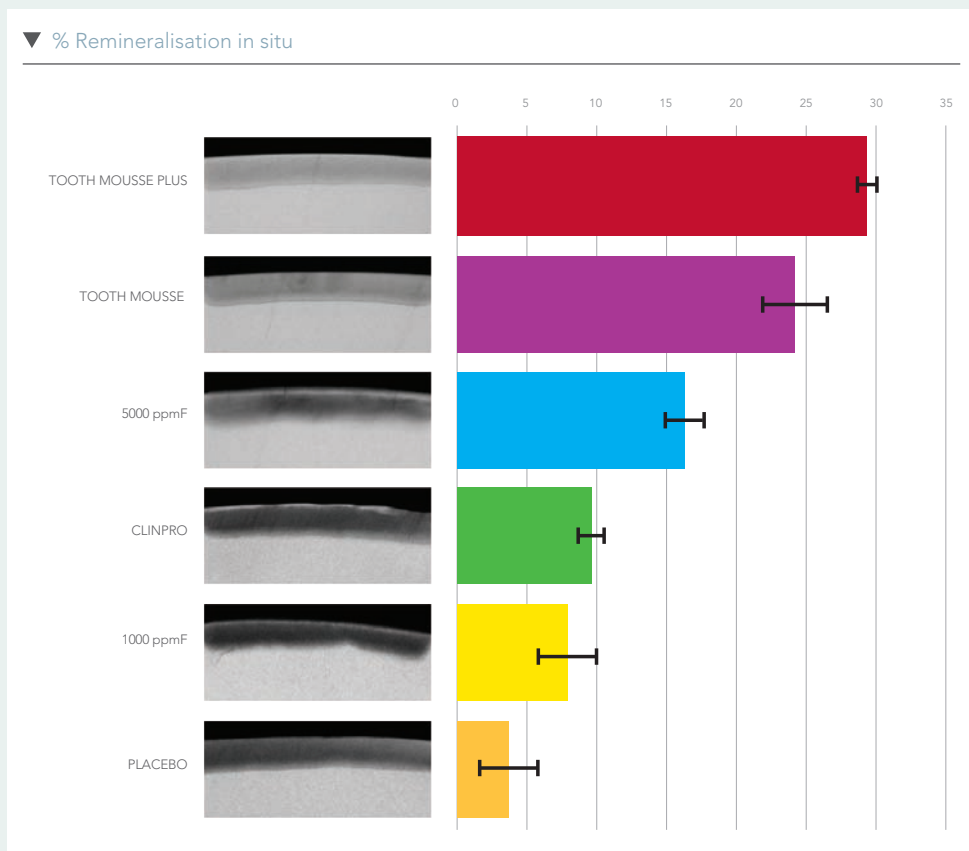 % Remineralisation in situ
0 5 10 15 20 25 30 35
TOOTH MOUSSE PLUS
TOOTH MOUSSE
5000 ppmF
CLINPRO
1000 ppmF
PLACEBO